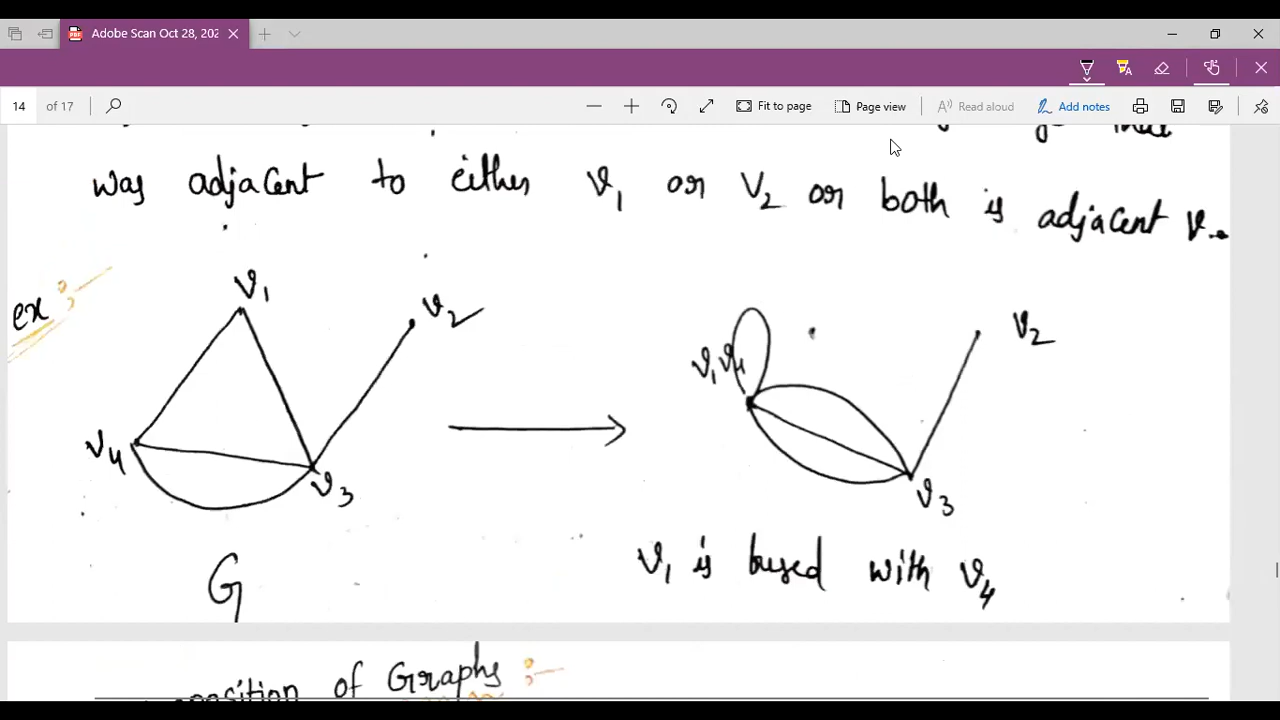 Adobe Scan Oct 28, 202
14 of 17 Fit to page Page view Read aloud Add notes
was adjacent to either v1 or v2 or both is adjacent v
ex:
v1
v2
v4
v3
G
v1v4
v2
v3
v1 is fused with v4
position of Graphs :-